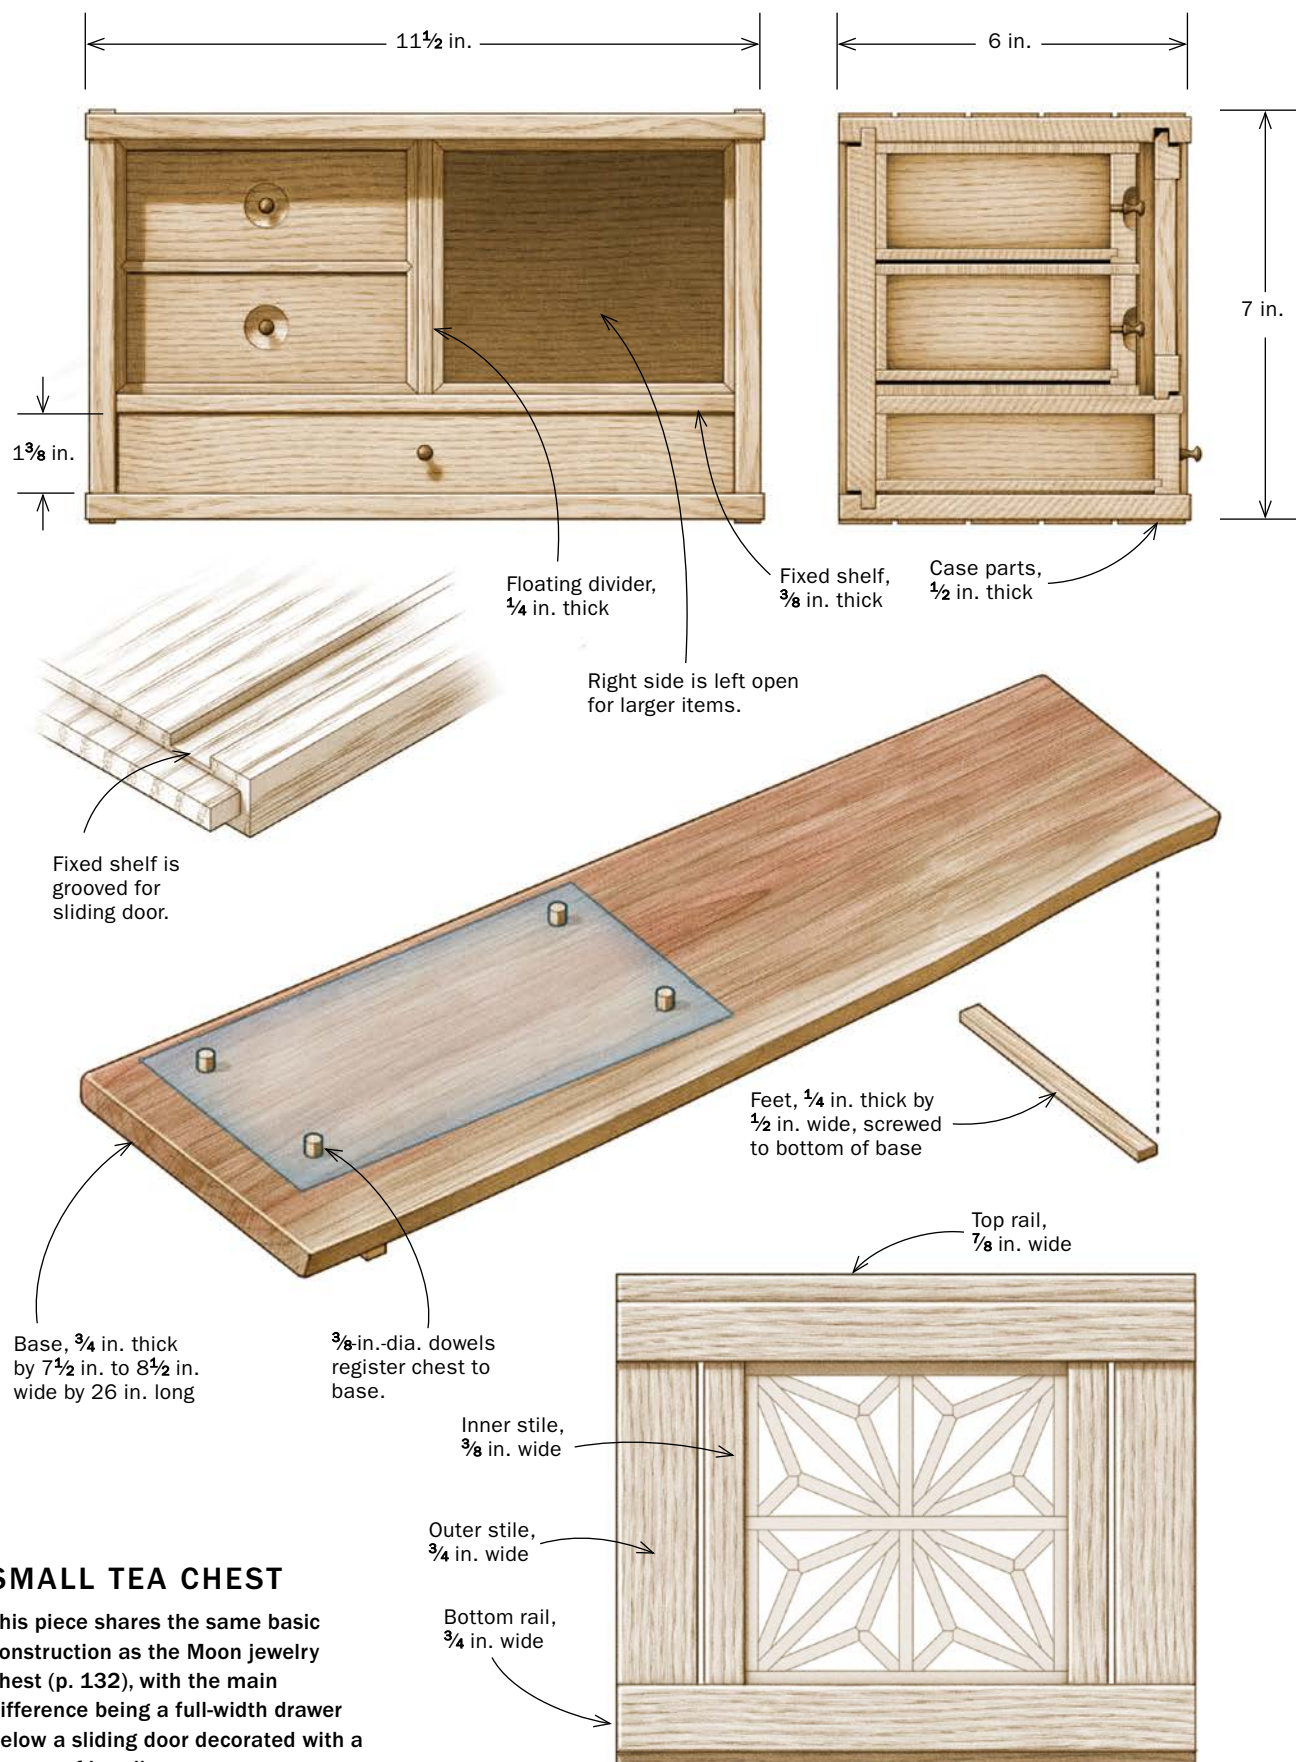 11½ in.
6 in.
7 in.
1⅜ in.
Floating divider,
¼ in. thick
Fixed shelf,
⅜ in. thick
Case parts,
½ in. thick
Right side is left open
for larger items.
Fixed shelf is
grooved for
sliding door.
Feet, ¼ in. thick by
½ in. wide, screwed
to bottom of base
Base, ¾ in. thick
by 7½ in. to 8½ in.
wide by 26 in. long
⅜-in.-dia. dowels
register chest to
base.
Top rail,
⅞ in. wide
Inner stile,
⅜ in. wide
Outer stile,
¾ in. wide
Bottom rail,
¾ in. wide
SMALL TEA CHEST
his piece shares the same basic
onstruction as the Moon jewelry
hest (p. 132), with the main
ifference being a full-width drawer
elow a sliding door decorated with a